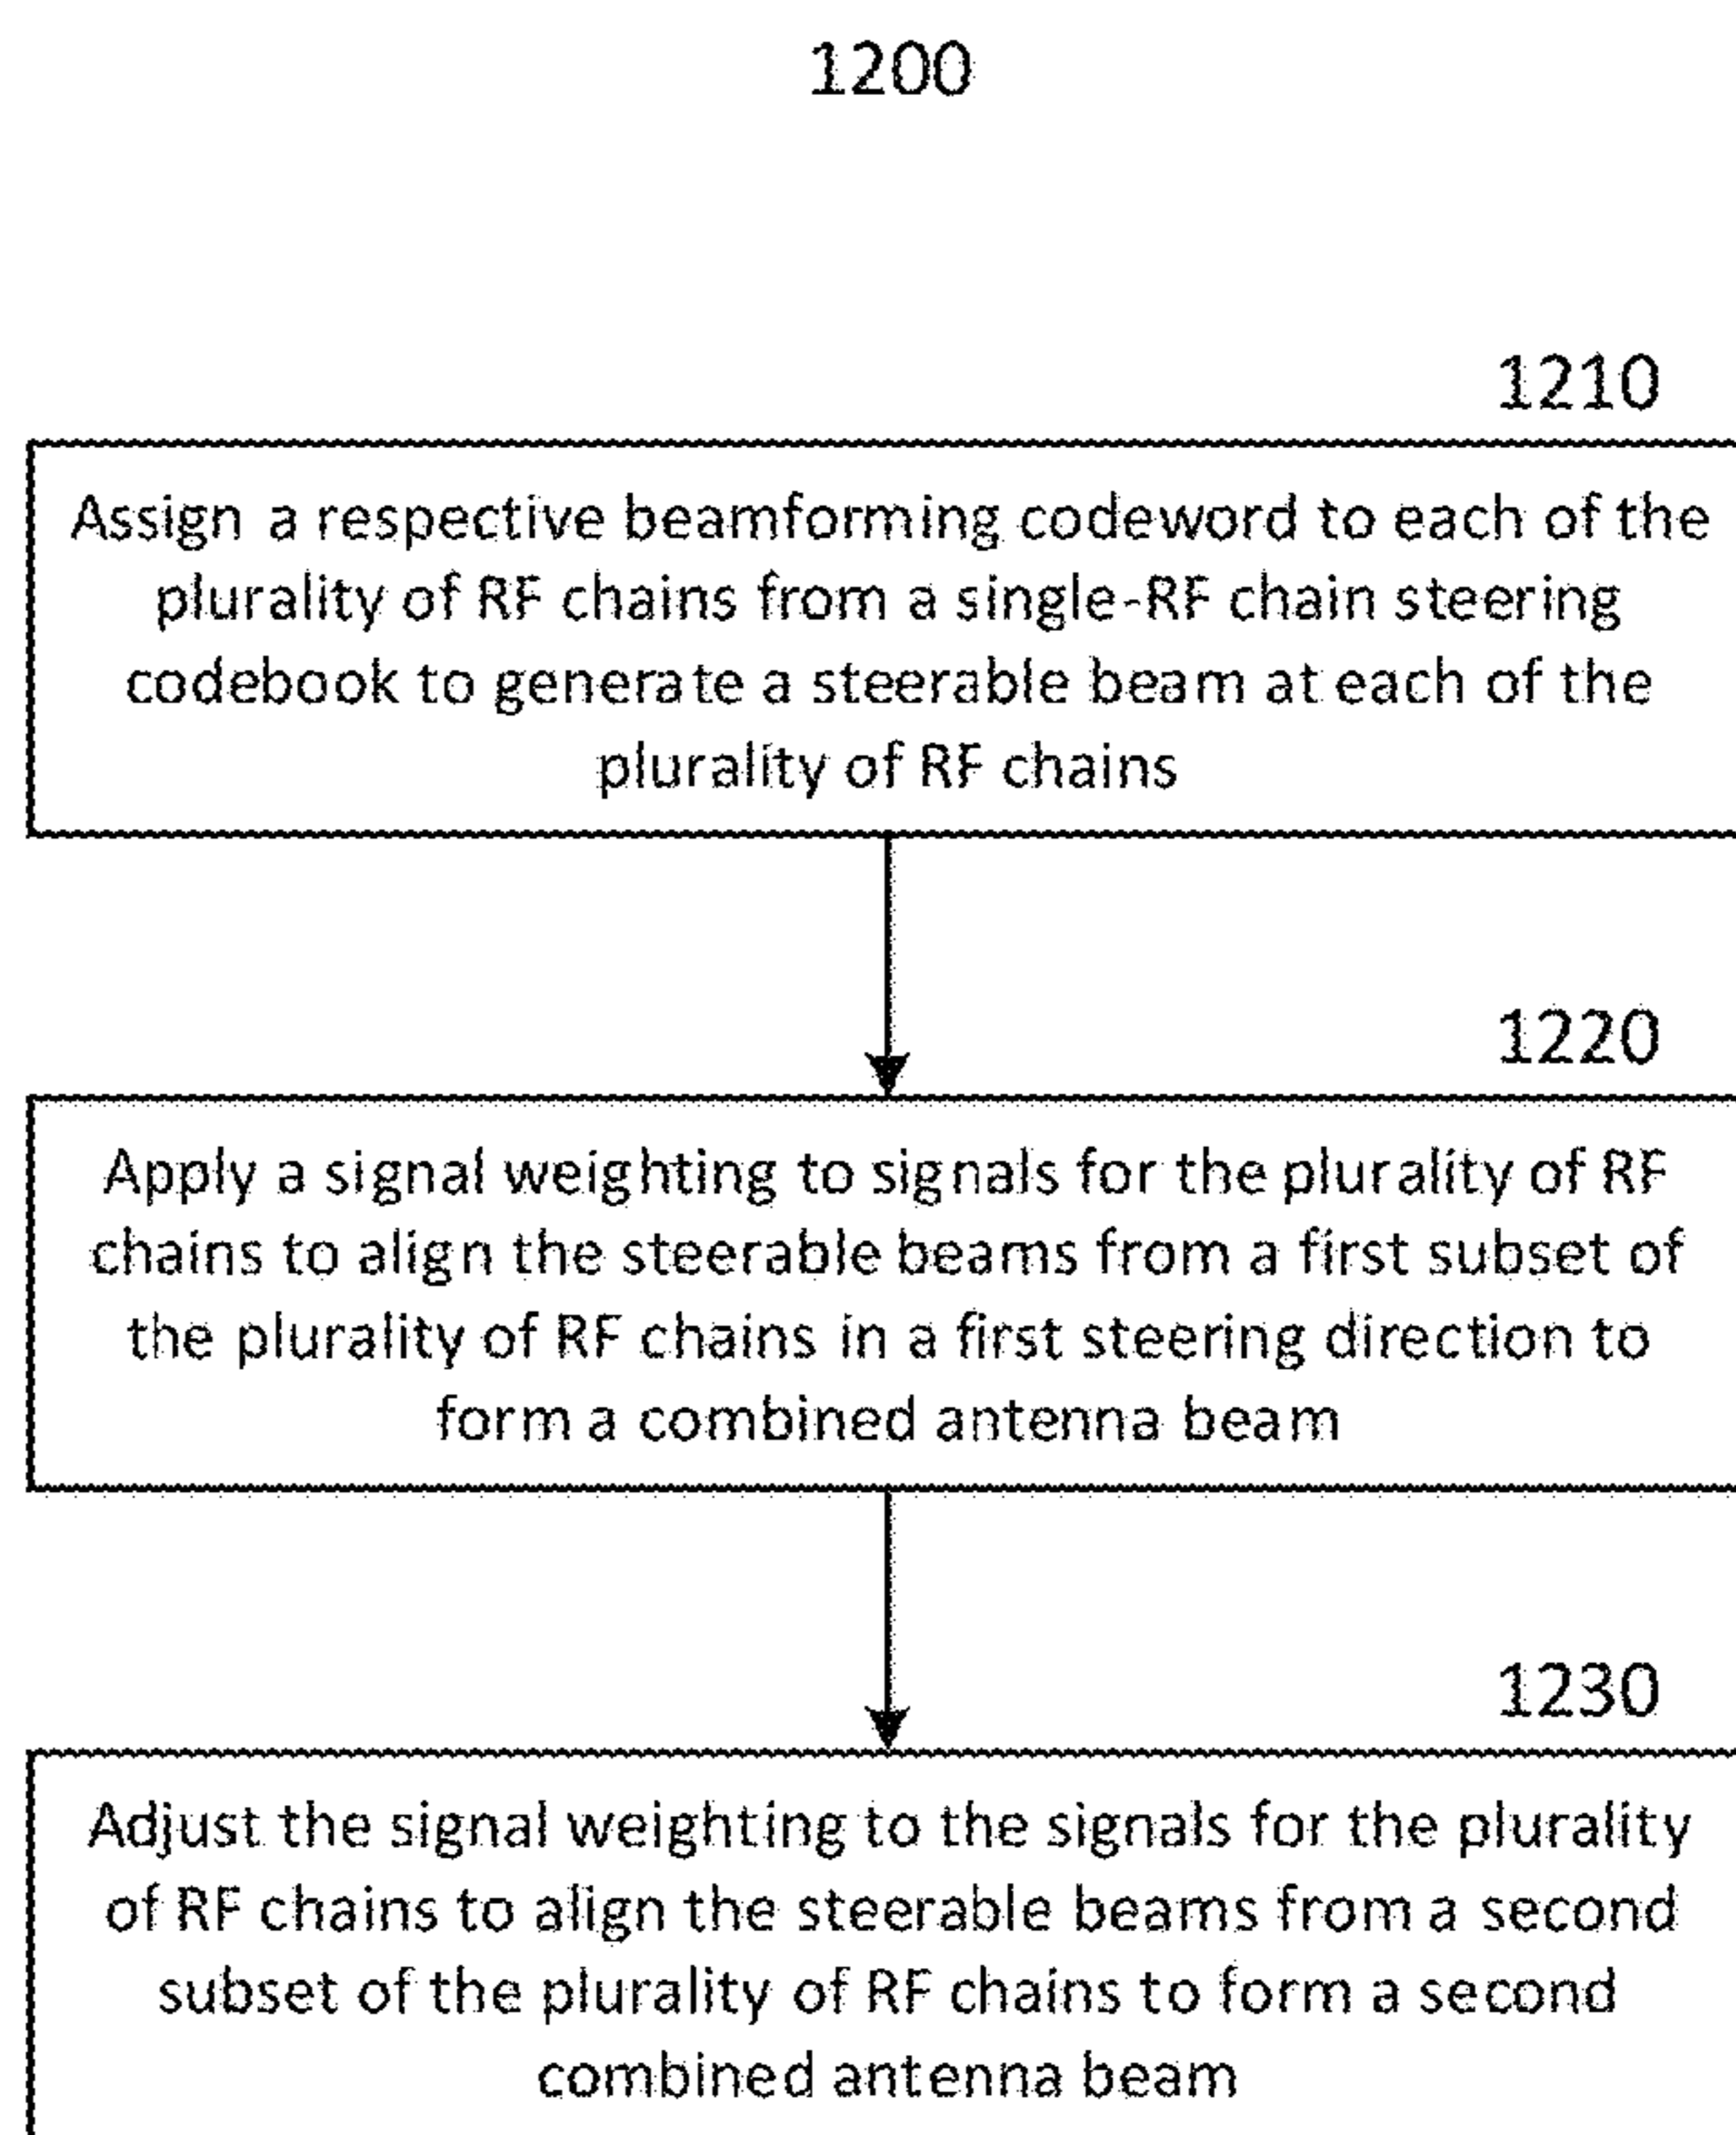 1200
1210
Assign a respective beamforming codeword to each of the
plurality of RF chains from a single-RF chain steering
codebook to generate a steerable beam at each of the
plurality of RF chains
1220
Apply a signal weighting to signals for the plurality of RF
chains to align the steerable beams from a first subset of
the plurality of RF chains in a first steering direction to
form a combined antenna beam
1230
Adjust the signal weighting to the signals for the plurality
of RF chains to align the steerable beams from a second
subset of the plurality of RF chains to form a second
combined antenna beam